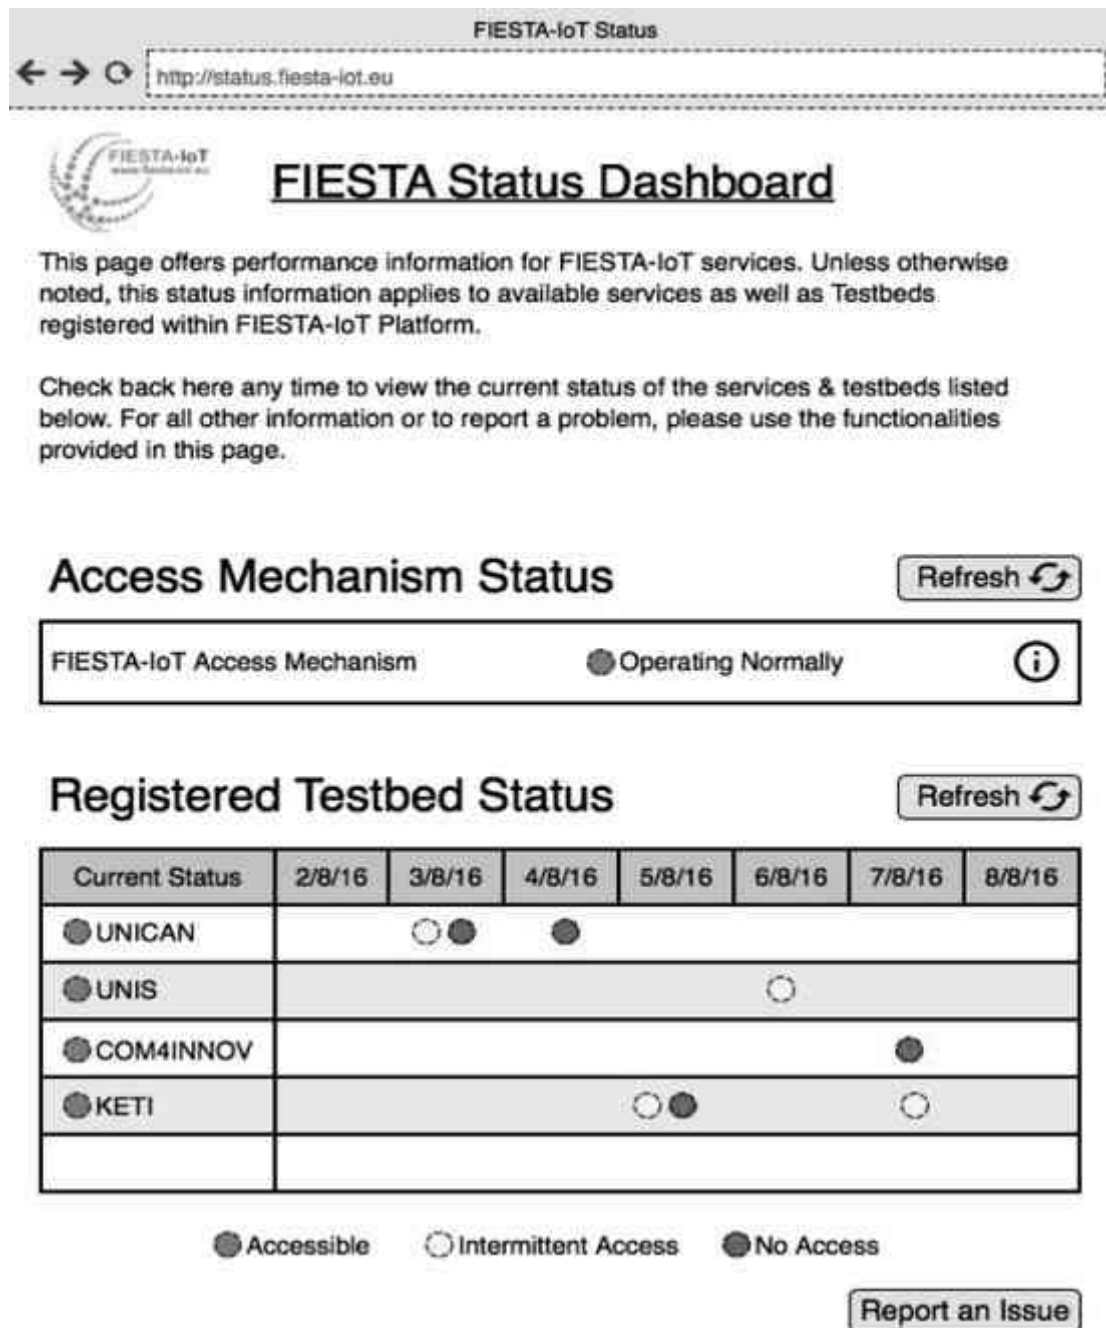 FIESTA-IoT Status
http://status.fiesta-iot.eu
FIESTA-IoT
FIESTA Status Dashboard
This page offers performance information for FIESTA-IoT services. Unless otherwise
noted, this status information applies to available services as well as Testbeds
registered within FIESTA-IoT Platform.
Check back here any time to view the current status of the services & testbeds listed
below. For all other information or to report a problem, please use the functionalities
provided in this page.
Access Mechanism Status
Refresh
FIESTA-IoT Access Mechanism
Operating Normally
Registered Testbed Status
Refresh
Current Status 2/8/16 3/8/16 4/8/16 5/8/16 6/8/16 7/8/16 8/8/16
UNICAN
UNIS
COM4INNOV
KETI
Accessible Intermittent Access No Access
Report an Issue